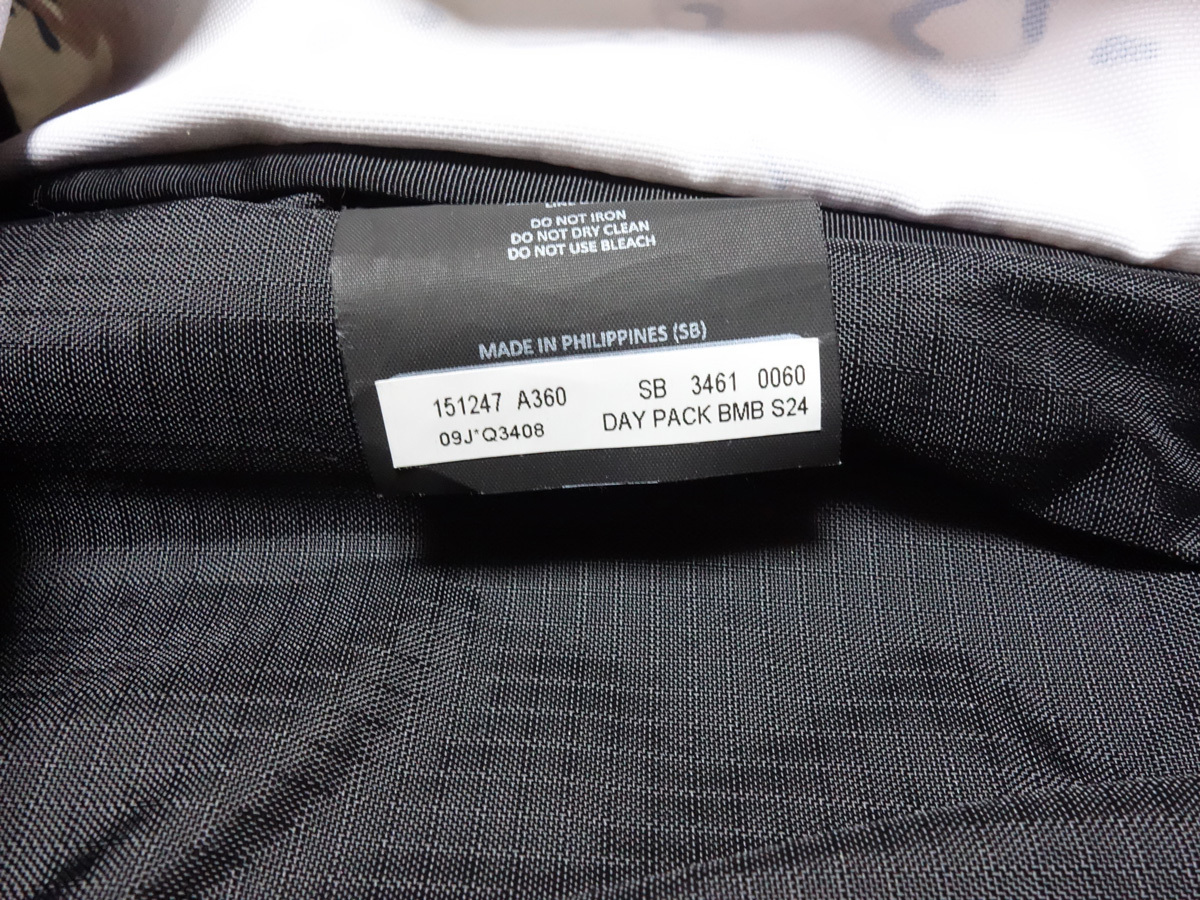 DO NOT IRON
DO NOT DRY CLEAN
DO NOT USE BLEACH
MADE IN PHILIPPINES (SB)
151247 A360 SB 3461 0060
09J*Q3408 DAY PACK BMB S24